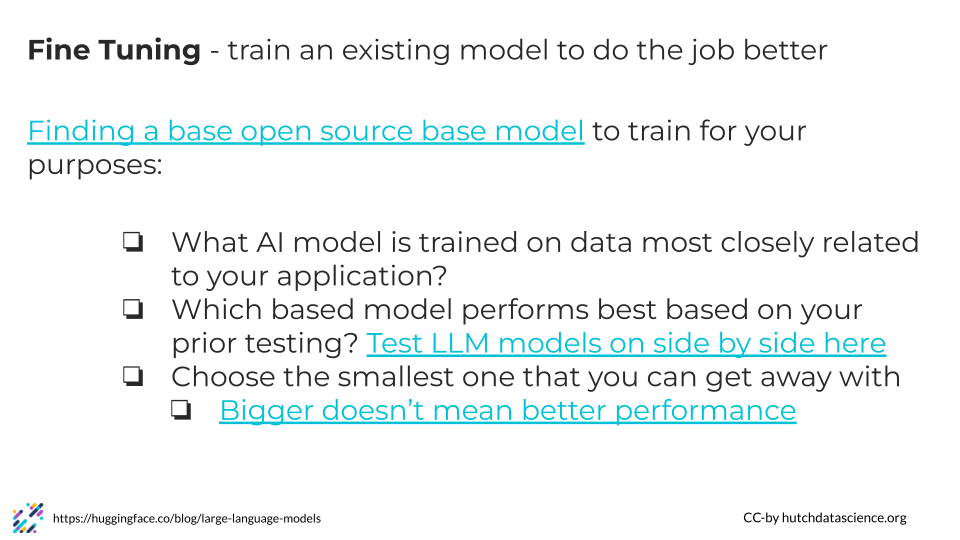 Fine Tuning - train an existing model to do the job better
Finding a base open source base model to train for your
purposes:
❏ What AI model is trained on data most closely related
to your application?
❏ Which based model performs best based on your
prior testing? Test LLM models on side by side here
❏ Choose the smallest one that you can get away with
❏ Bigger doesn’t mean better performance
https://huggingface.co/blog/large-language-models
CC-by hutchdatascience.org